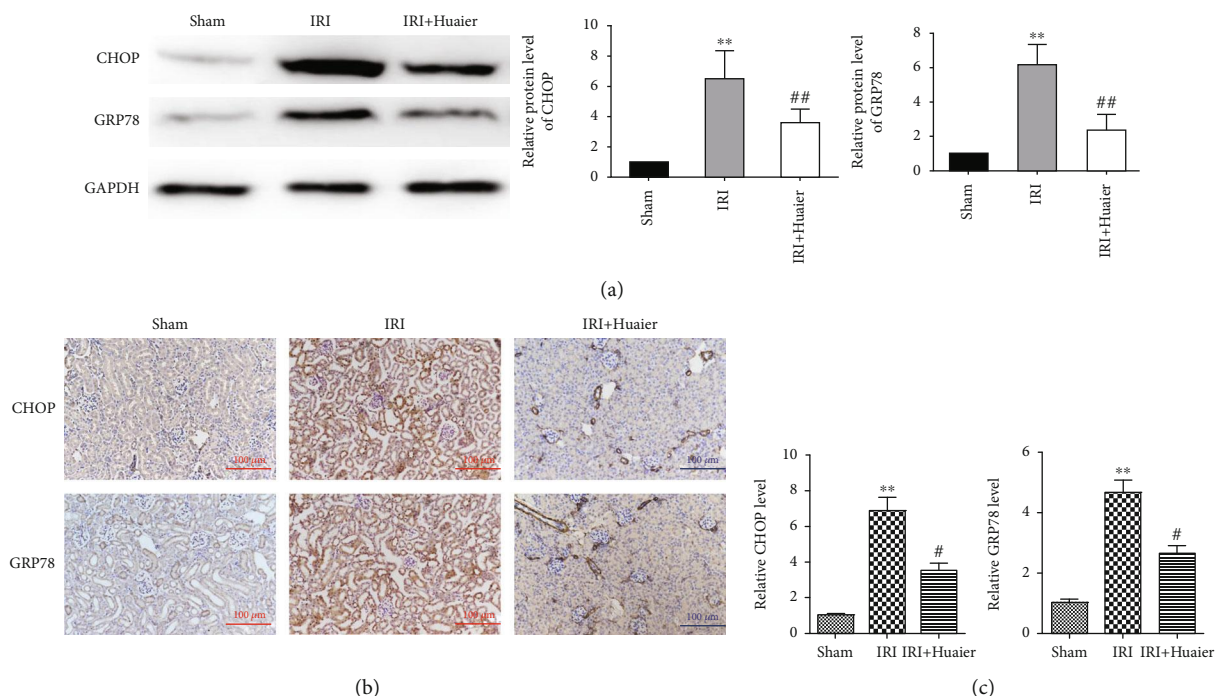 Sham IRI IRI+Huaier
CHOP
GRP78
GAPDH
Relative protein level
of CHOP
10
8
6
4
2
0
**
##
Sham
IRI
IRI+Huaier
Relative protein level
of GRP78
8
6
4
2
0
**
##
Sham
IRI
IRI+Huaier
(a)
Sham IRI IRI+Huaier
CHOP
100 μm
100 μm
100 μm
GRP78
100 μm
100 μm
100 μm
(b)
Relative CHOP level
10
8
6
4
2
0
**
#
Sham IRI IRI+Huaier
Relative GRP78 level
6
4
2
0
**
#
Sham IRI IRI+Huaier
(c)